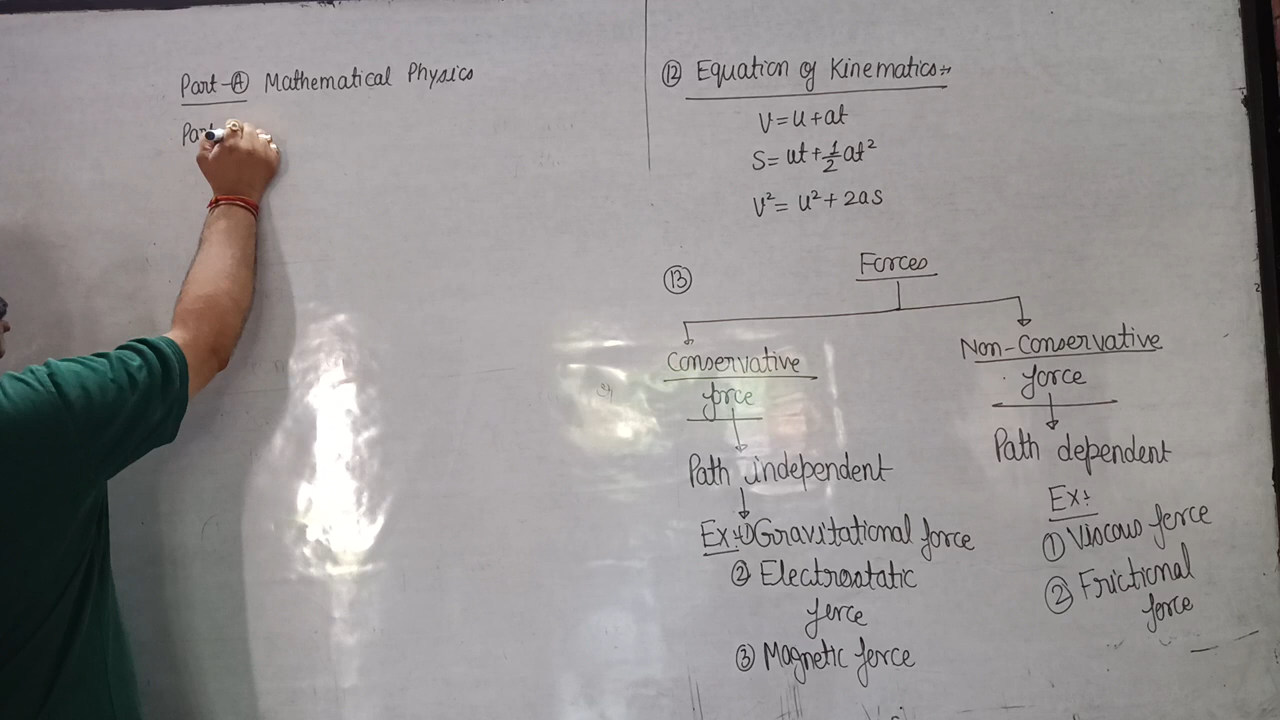 Part-Ⓐ Mathematical Physics
Par
⑫ Equation of Kinematics:-
V=u+at
S= ut+½at²
V²= u²+2as
⑬
Forces
Conservative
force
Path independent
Ex:-① Gravitational force
② Electrostatic
force
③ Magnetic force
Non-Conservative
force
Path dependent
Ex:
① Viscous force
② Frictional
force